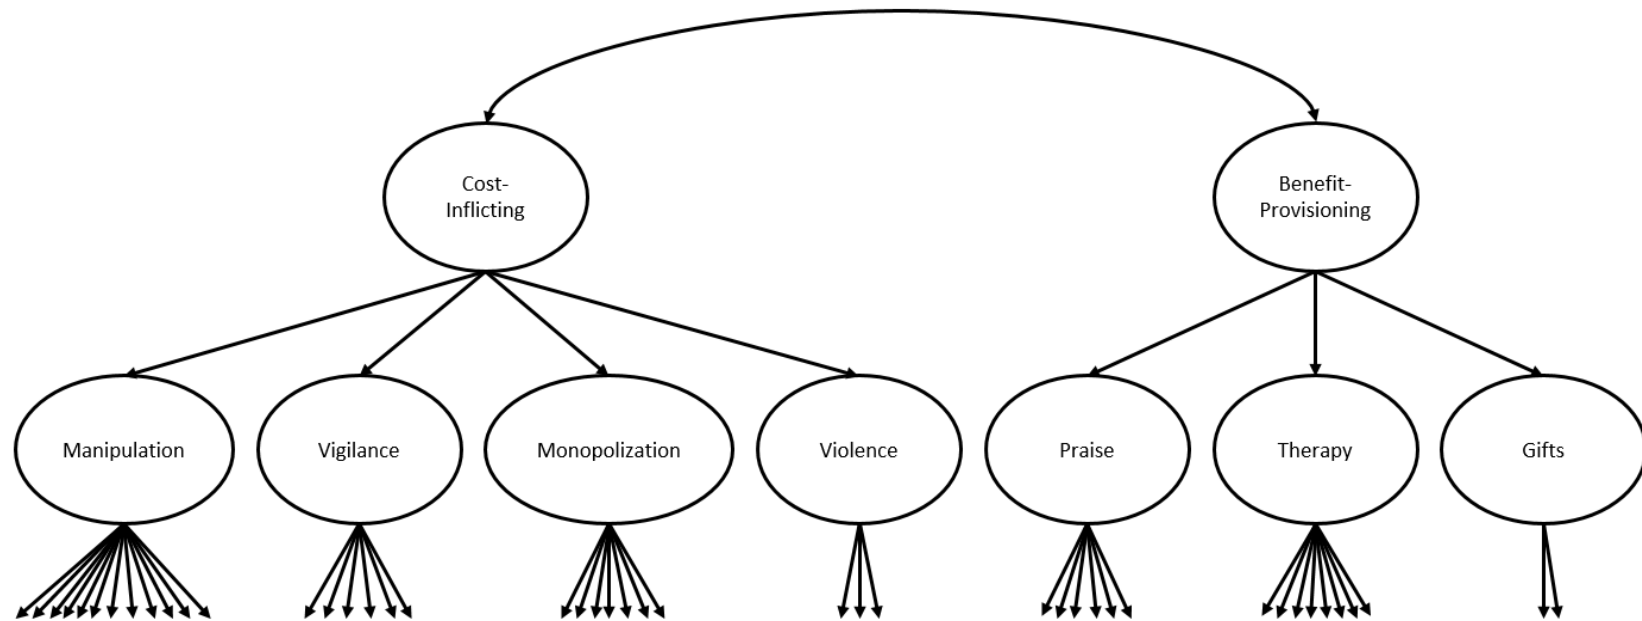 Cost-
Inflicting
Benefit-
Provisioning
Manipulation
Vigilance
Monopolization
Violence
Praise
Therapy
Gifts